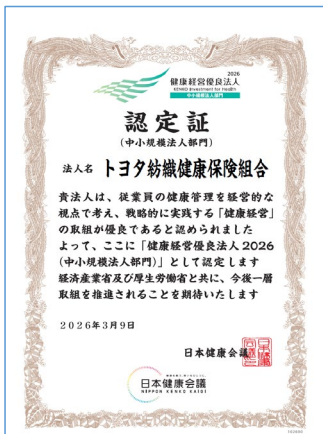 2026
健康経営優良法人
KENKO Investment for Health
中小規模法人部門
認定証
(中小規模法人部門)
法人名 トヨタ紡織健康保険組合
貴法人は、従業員の健康管理を経営的な
視点で考え、戦略的に実践する「健康経営」
の取組が優良であると認められました
よって、ここに「健康経営優良法人2026
(中小規模法人部門)」として認定します
経済産業省及び厚生労働省と共に、今後一層
取組を推進されることを期待いたします
2026年3月9日
日本健康会議
日本健康会議
NIPPON KENKO KAIGI